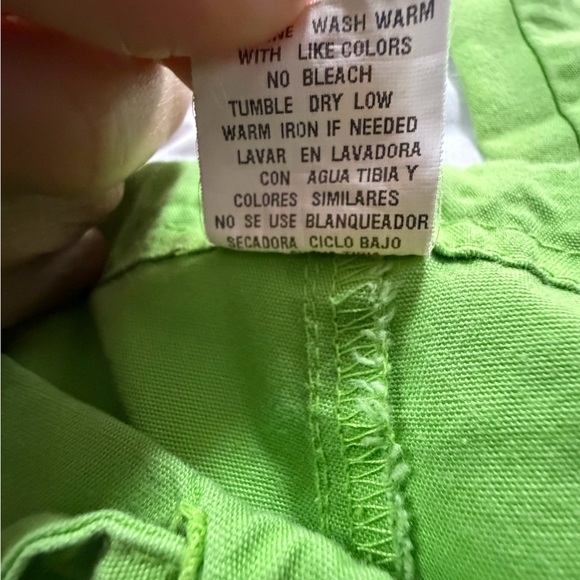 WASH WARM
WITH LIKE COLORS
NO BLEACH
TUMBLE DRY LOW
WARM IRON IF NEEDED
LAVAR EN LAVADORA
CON AGUA TIBIA Y
COLORES SIMILARES
NO SE USE BLANQUEADOR
SECADORA CICLO BAJO